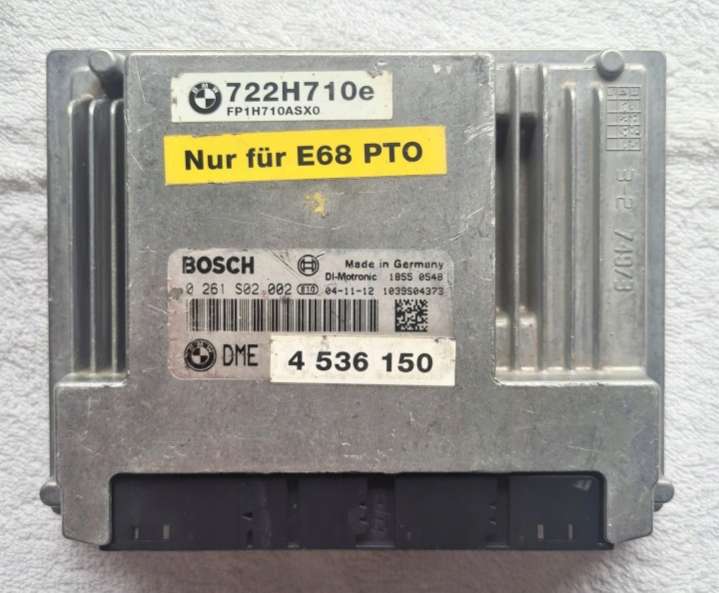 722H710e
FP1H710ASX0
Nur für E68 PTO
BOSCH
Made in Germany
DI-Motronic 1855 0548
0 261 S02 002 04-11-12 1039S04373
DME
4 536 150